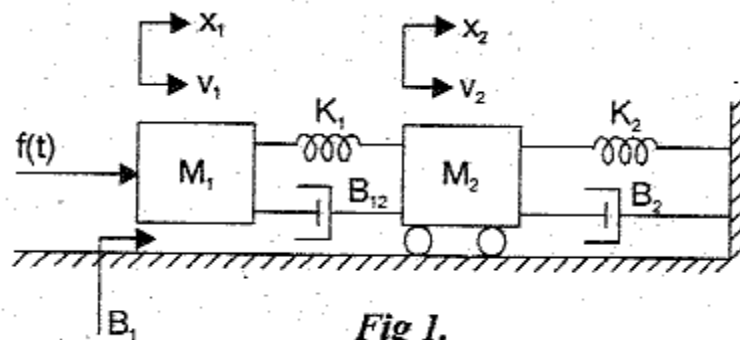 x₁ x₂
v₁ v₂
K₁ K₂
f(t) M₁ M₂
B₁₂ B₂
B₁
Fig 1.